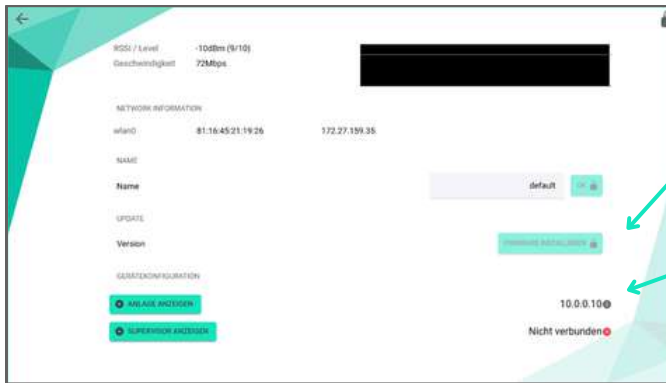 RSSI / Level -10dBm (9/10)
Geschwindigkeit 72Mbps
NETWORK INFORMATION
wlan0 81:16:45:21:19:26 172.27.159.35
NAME
Name default OK
UPDATE
Version FIRMWARE INSTALLIEREN
GERÄTEKONFIGURATION
ANLAGE ANZEIGEN 10.0.0.10
SUPERVISOR ANZEIGEN Nicht verbunden